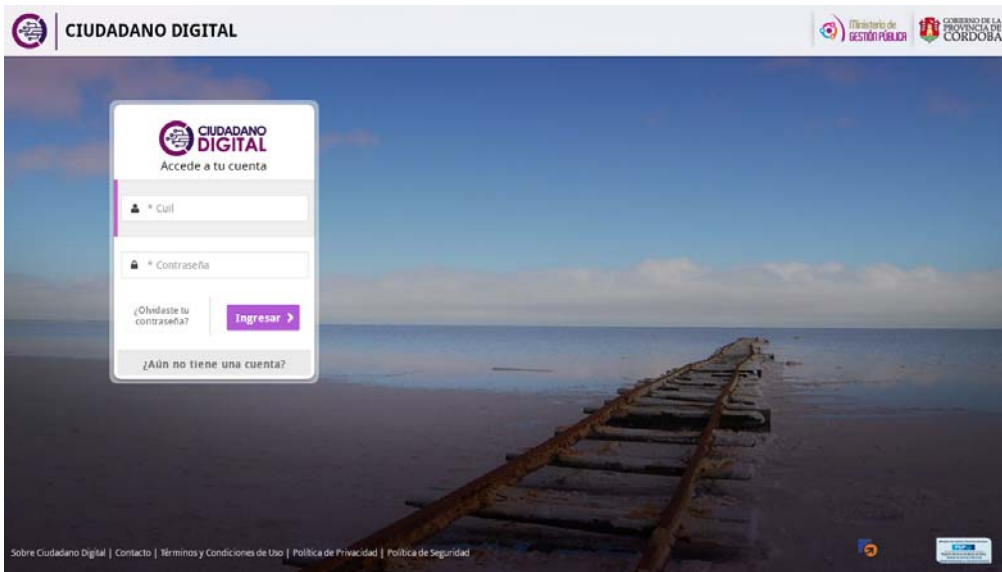 CIUDADANO DIGITAL
Ministerio de
GESTIÓN PÚBLICA
GOBIERNO DE LA
PROVINCIA DE
CORDOBA
CIUDADANO
DIGITAL
Accede a tu cuenta
* Cuil
* Contraseña
¿Olvidaste tu
contraseña?
Ingresar
¿Aún no tiene una cuenta?
Sobre Ciudadano Digital | Contacto | Términos y Condiciones de Uso | Política de Privacidad | Política de Seguridad